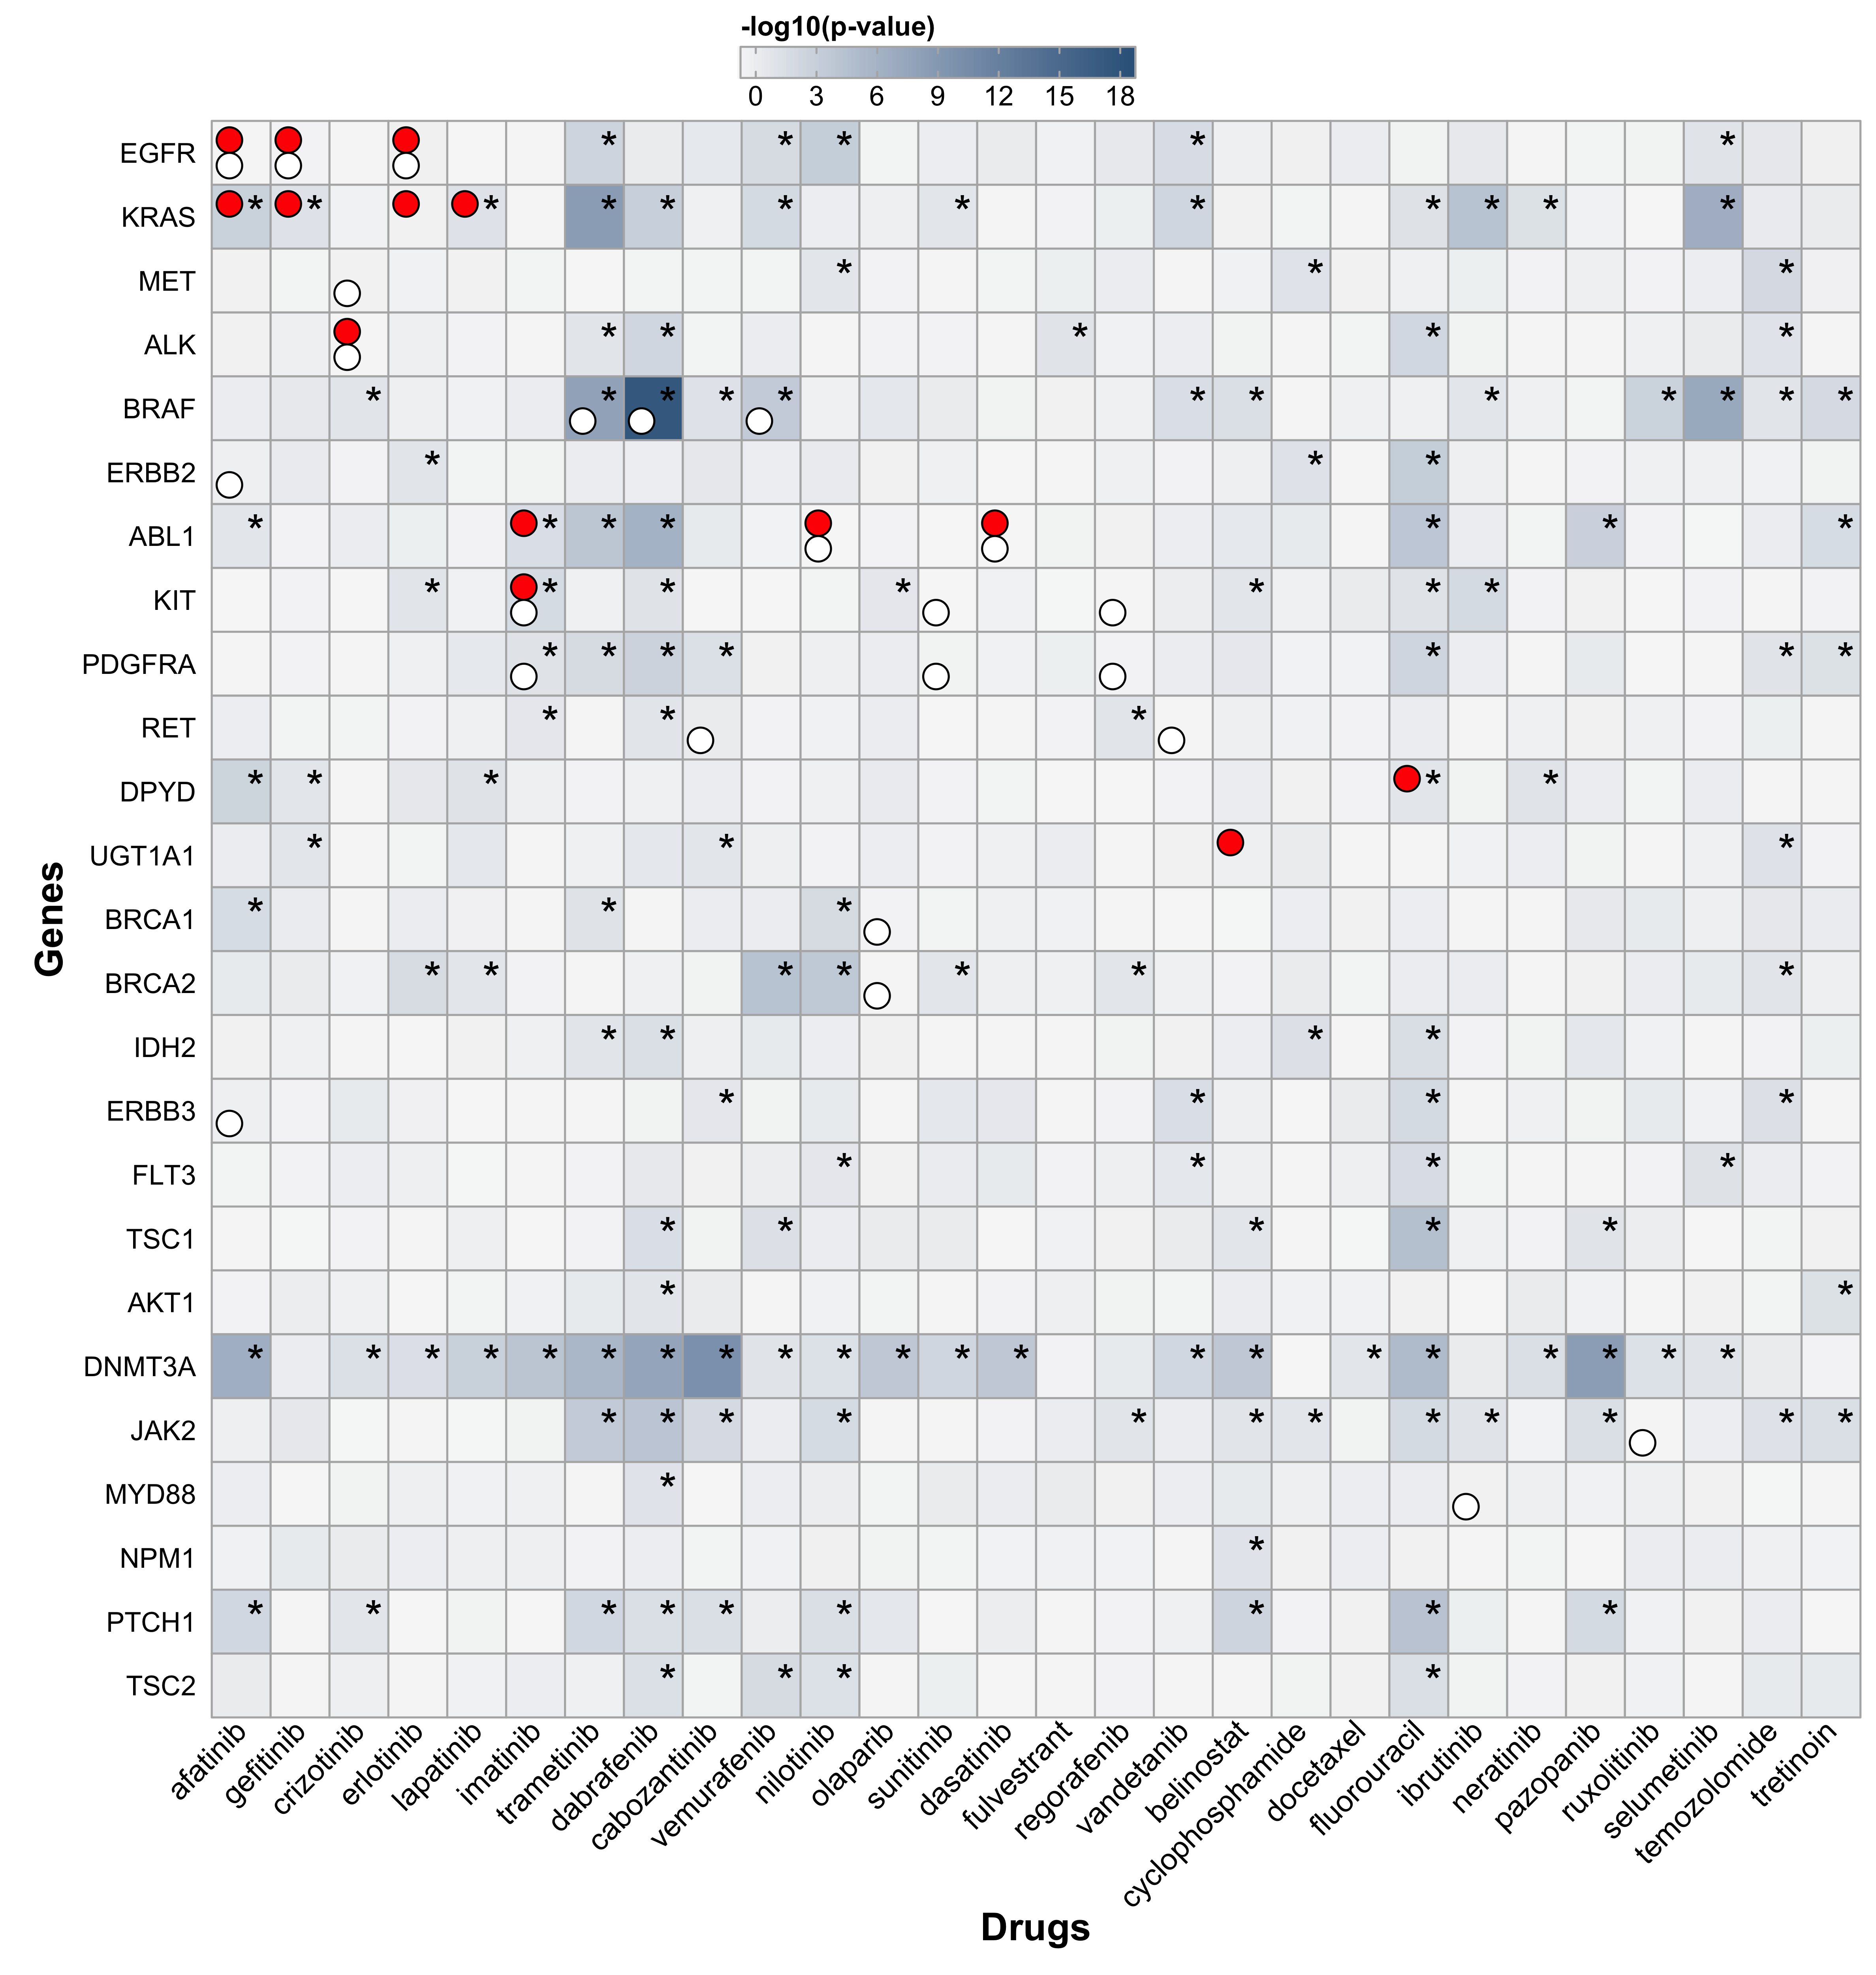 -log10(p-value)
0 3 6 9 12 15 18
EGFR * * * * *
KRAS * * * * * * * * * * * * *
MET * * *
ALK * * * * *
BRAF * * * * * * * * * * * *
ERBB2 * * *
ABL1 * * * * * * *
KIT * * * * * * *
PDGFRA * * * * * * *
RET * * *
DPYD * * * * *
UGT1A1 * * *
BRCA1 * * *
BRCA2 * * * * * * *
IDH2 * * * *
ERBB3 * * * *
FLT3 * * * *
TSC1 * * * * *
AKT1 * *
DNMT3A * * * * * * * * * * * * * * * * * * * *
JAK2 * * * * * * * * * * * *
MYD88 *
NPM1 *
PTCH1 * * * * * * * * *
TSC2 * * * *
Genes
afatinib
gefitinib
crizotinib
erlotinib
lapatinib
imatinib
trametinib
dabrafenib
cabozantinib
vemurafenib
nilotinib
olaparib
sunitinib
dasatinib
fulvestrant
regorafenib
vandetanib
belinostat
cyclophosphamide
docetaxel
fluorouracil
ibrutinib
neratinib
pazopanib
ruxolitinib
selumetinib
temozolomide
tretinoin
Drugs